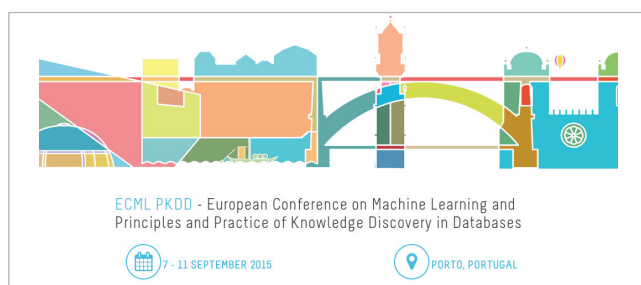 ECML PKDD - European Conference on Machine Learning and
Principles and Practice of Knowledge Discovery in Databases
7 - 11 SEPTEMBER 2015
PORTO, PORTUGAL